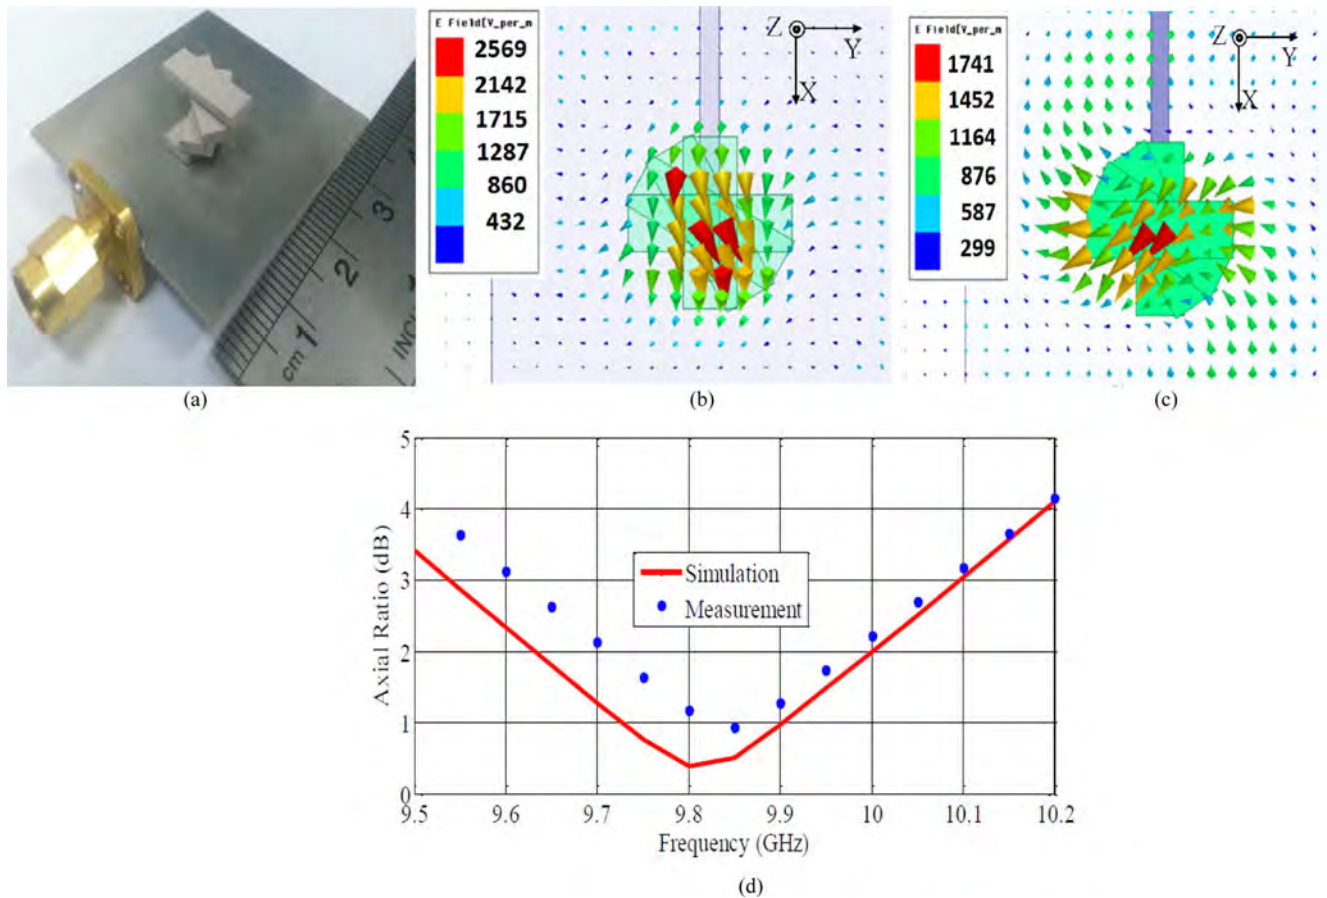 cm 1 2 3
INCH
(a)
E Field[V_per_m
2569
2142
1715
1287
860
432
Z
Y
X
(b)
E Field[V_per_m
1741
1452
1164
876
587
299
Z
Y
X
(c)
5
4
3
2
1
0
Axial Ratio (dB)
Simulation
Measurement
9.5 9.6 9.7 9.8 9.9 10 10.1 10.2
Frequency (GHz)
(d)